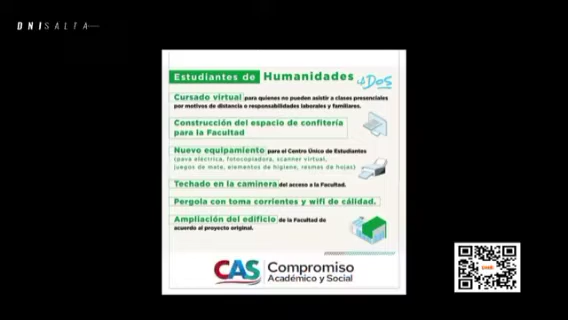 DNISALTA
Estudiantes de Humanidades
Cursado virtual para quienes no pueden asistir a clases presenciales
por motivos de distancia o responsabilidades laborales y familiares.
Construcción del espacio de confitería
para la Facultad
Nuevo equipamiento para el Centro Único de Estudiantes
(pava eléctrica, fotocopiadora, scanner virtual,
juegos de mate, elementos de higiene, resmas de hojas)
Techado en la caminera del acceso a la Facultad.
Pergola con toma corrientes y wifi de cálidad.
Ampliación del edificio de la Facultad de
acuerdo al proyecto original.
CAS Compromiso
Académico y Social